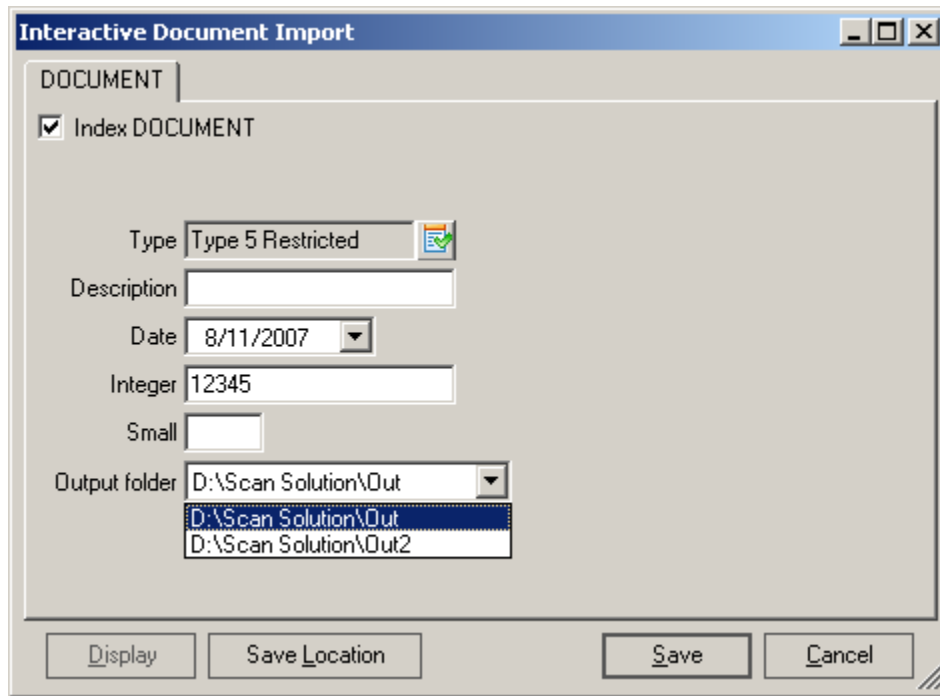 Interactive Document Import
DOCUMENT
Index DOCUMENT
Type Type 5 Restricted
Description
Date 8/11/2007
Integer 12345
Small
Output folder D:\Scan Solution\Out
D:\Scan Solution\Out
D:\Scan Solution\Out2
Display Save Location Save Cancel